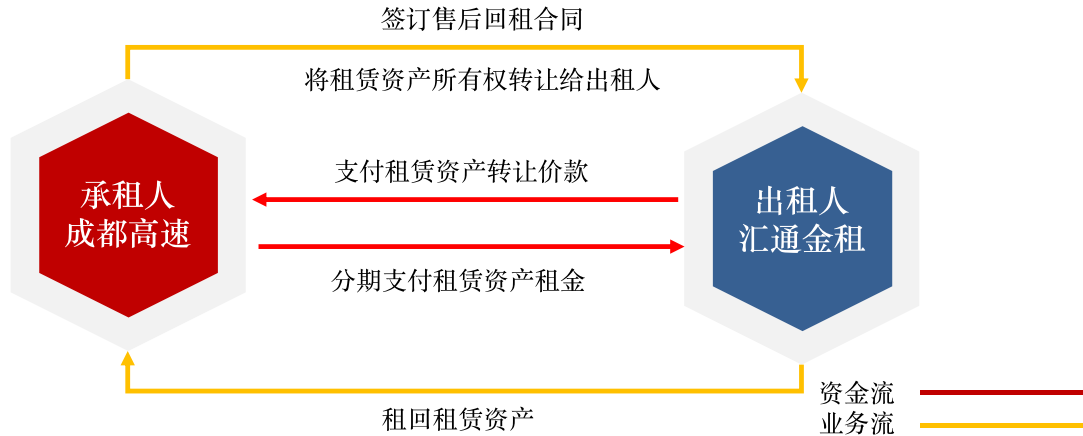 签订售后回租合同
将租赁资产所有权转让给出租人
支付租赁资产转让价款
承租人
成都高速
出租人
汇通金租
分期支付租赁资产租金
资金流
租回租赁资产
业务流